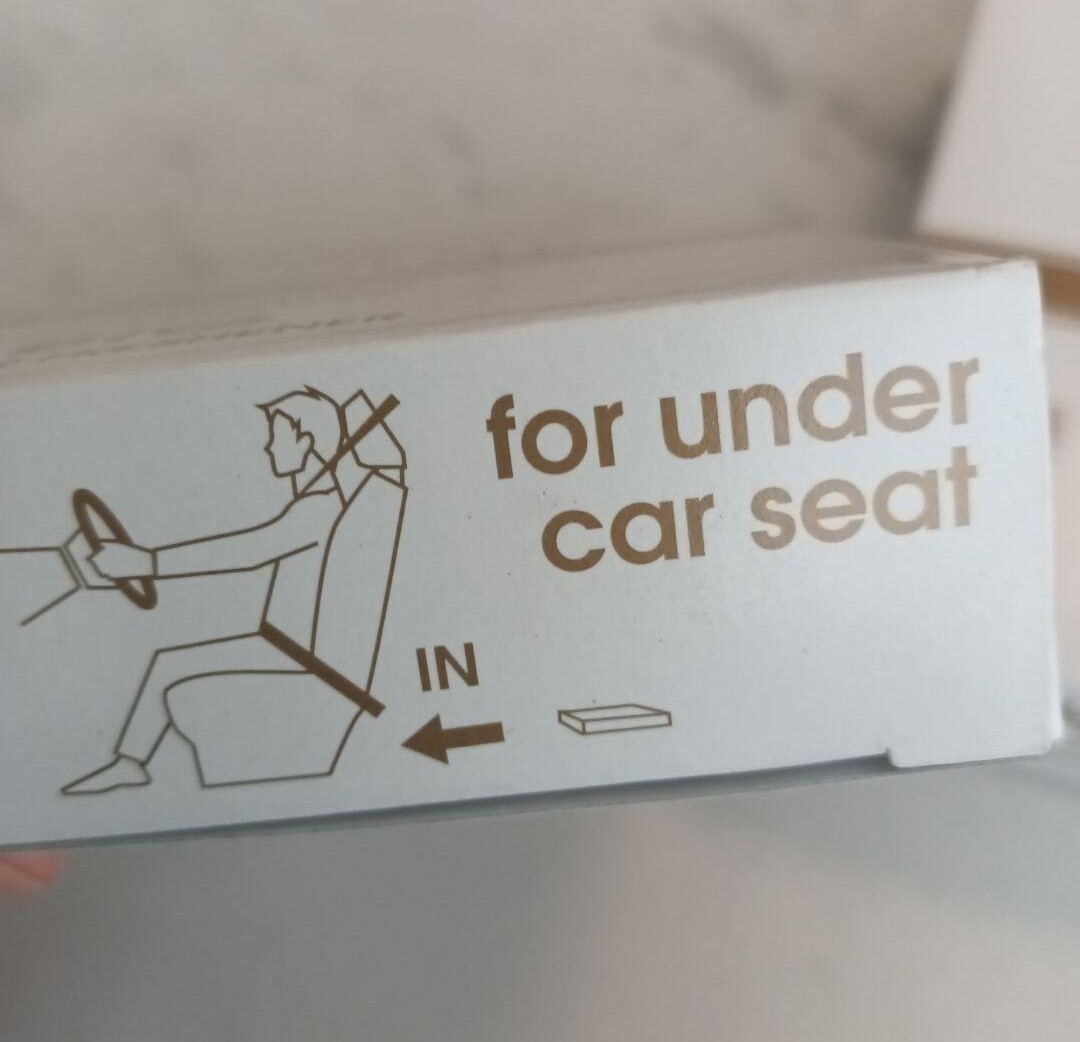 for under
car seat
IN